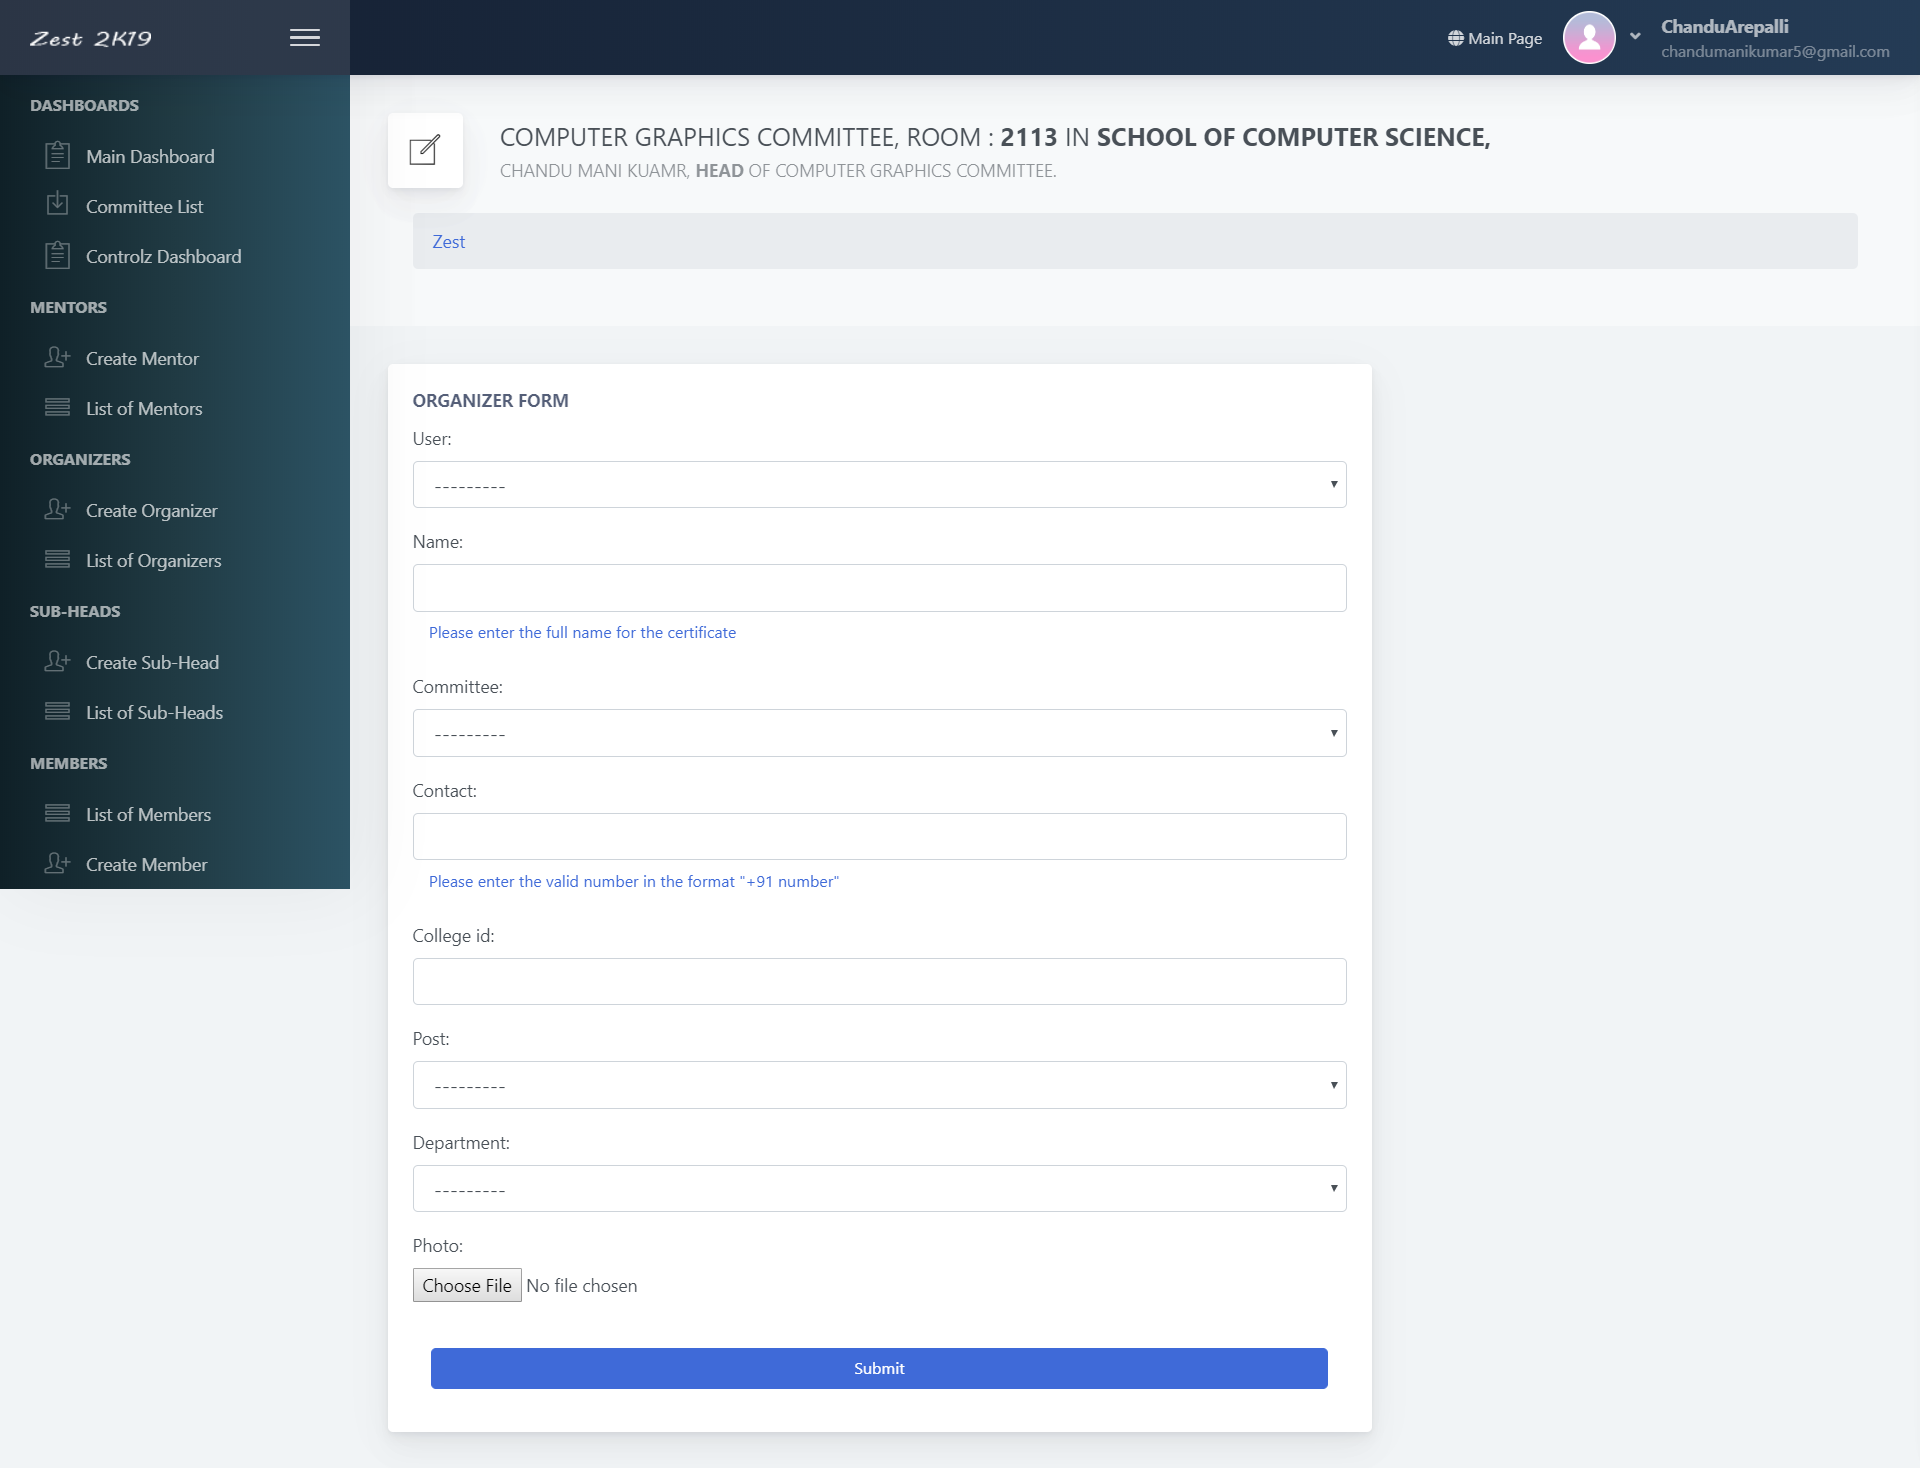 Zest 2K19
Main Page
ChanduArepalli
chandumanikumar5@gmail.com
DASHBOARDS
Main Dashboard
Committee List
Controlz Dashboard
MENTORS
Create Mentor
List of Mentors
ORGANIZERS
Create Organizer
List of Organizers
SUB-HEADS
Create Sub-Head
List of Sub-Heads
MEMBERS
List of Members
Create Member
COMPUTER GRAPHICS COMMITTEE, ROOM : 2113 IN SCHOOL OF COMPUTER SCIENCE,
CHANDU MANI KUAMR, HEAD OF COMPUTER GRAPHICS COMMITTEE.
Zest
ORGANIZER FORM
User:
---------
Name:
Please enter the full name for the certificate
Committee:
---------
Contact:
Please enter the valid number in the format "+91 number"
College id:
Post:
---------
Department:
---------
Photo:
Choose File No file chosen
Submit